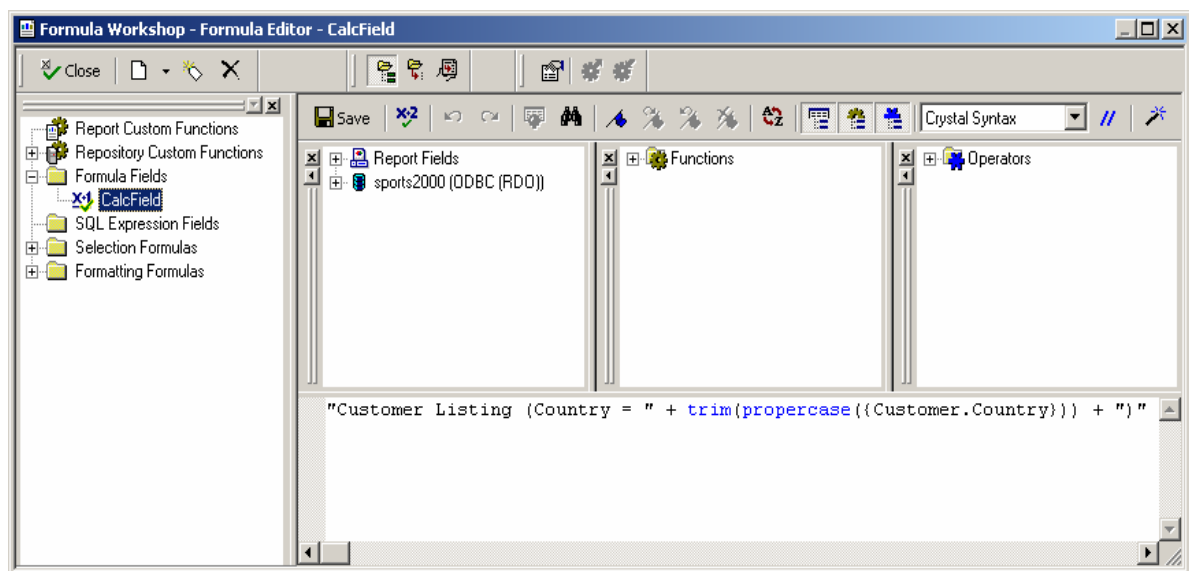 Formula Workshop - Formula Editor - CalcField
Close
Save
Crystal Syntax
//
Report Custom Functions
Repository Custom Functions
Formula Fields
CalcField
SQL Expression Fields
Selection Formulas
Formatting Formulas
Report Fields
sports2000 (ODBC (RDO))
Functions
Operators
"Customer Listing (Country = " + trim(propercase({Customer.Country})) + ")"